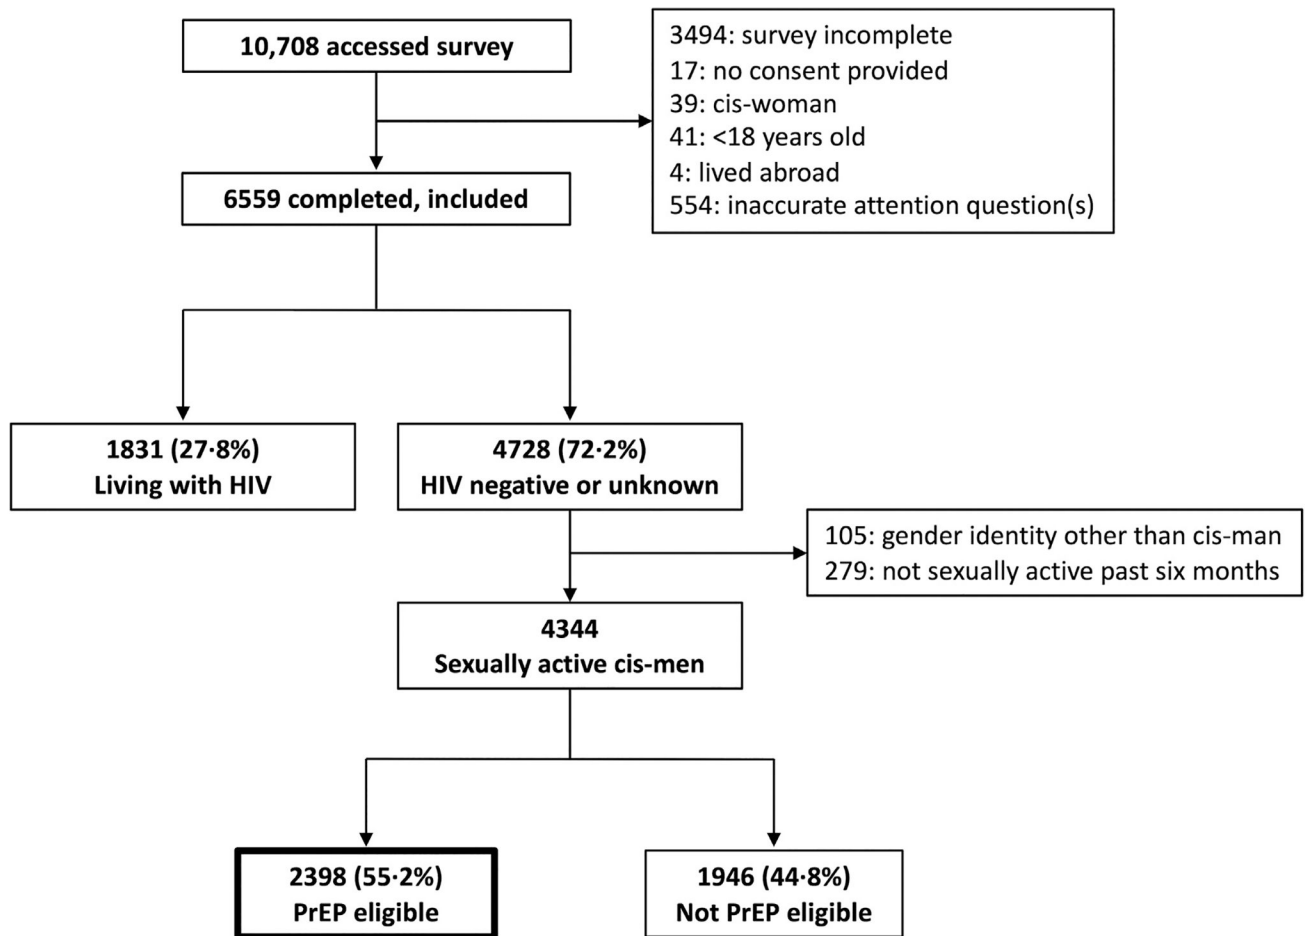 10,708 accessed survey
3494: survey incomplete
17: no consent provided
39: cis-woman
41: <18 years old
4: lived abroad
554: inaccurate attention question(s)
6559 completed, included
1831 (27·8%)
Living with HIV
4728 (72·2%)
HIV negative or unknown
105: gender identity other than cis-man
279: not sexually active past six months
4344
Sexually active cis-men
2398 (55·2%)
PrEP eligible
1946 (44·8%)
Not PrEP eligible